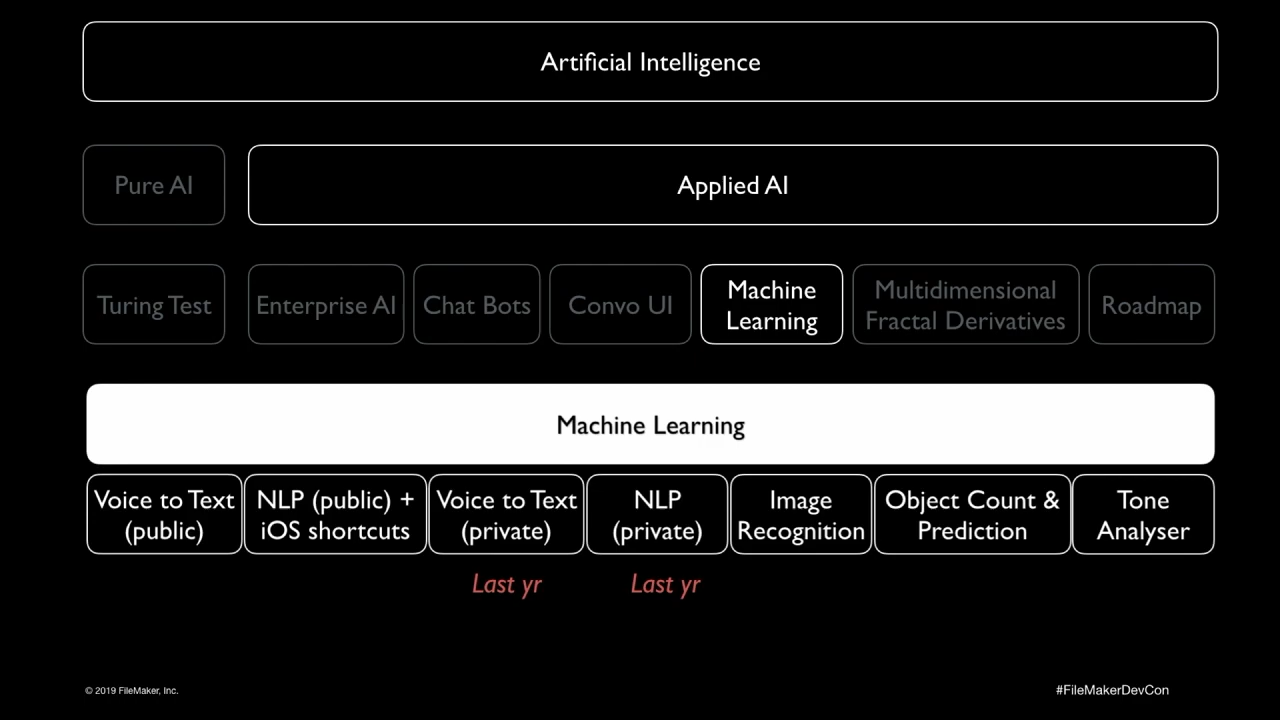 Artificial Intelligence
Pure AI
Applied AI
Turing Test
Enterprise AI
Chat Bots
Convo UI
Machine
Learning
Multidimensional
Fractal Derivatives
Roadmap
Machine Learning
Voice to Text
(public)
NLP (public) +
iOS shortcuts
Voice to Text
(private)
NLP
(private)
Image
Recognition
Object Count &
Prediction
Tone
Analyser
Last yr
Last yr
© 2019 FileMaker, Inc.
#FileMakerDevCon